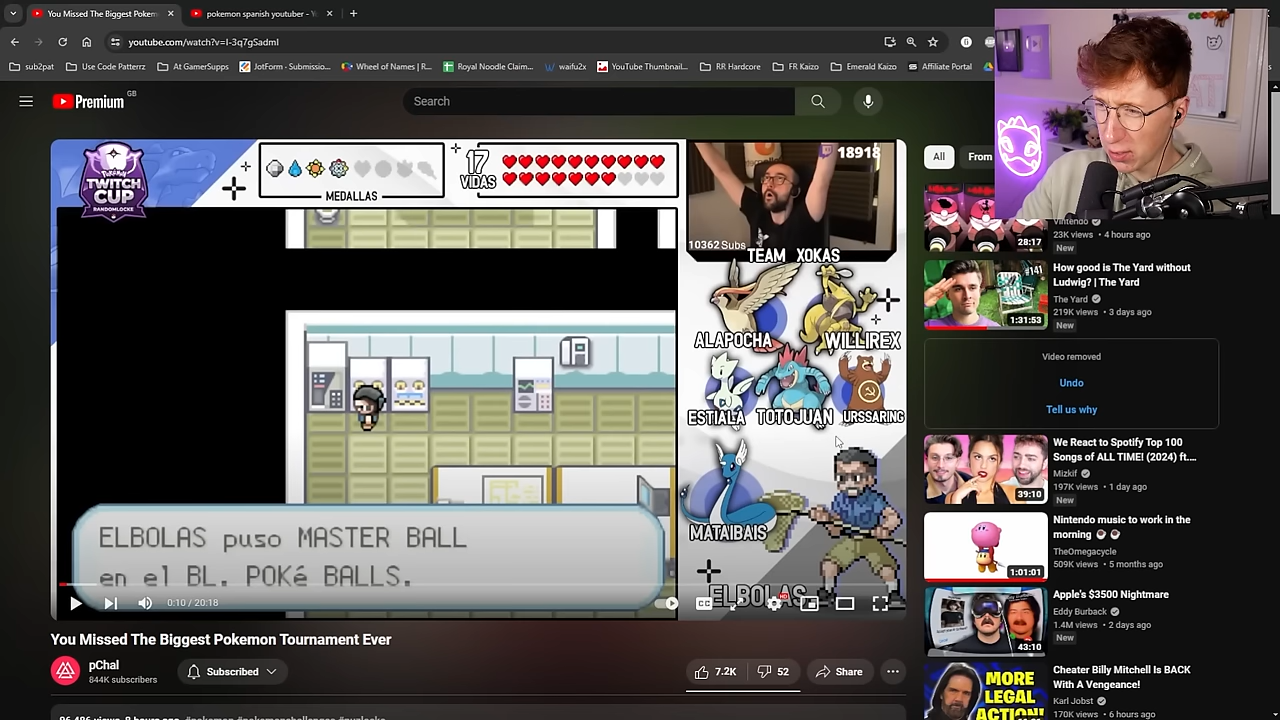 You Missed The Biggest Pokem
pokemon spanish youtuber - Y
youtube.com/watch?v=I-3q7gSadmI
sub2pat
Use Code Patterrz
At GamerSupps
JotForm - Submissio...
Wheel of Names | R...
Royal Noodle Claim...
waifu2x
YouTube Thumbnail...
RR Hardcore
FR Kaizo
Emerald Kaizo
Affiliate Portal
Premium GB
Search
POKEMON
TWITCH
CUP
RANDOMLOCKE
MEDALLAS
17
VIDAS
18918
10362 Subs
TEAM XOKAS
ALAPOCHA
WILLIREX
ESTIALA
TOTOJUAN
URSSARING
MATAIBAIS
ELBOLAS
ELBOLAS puso MASTER BALL
en el BL. POKé BALLS.
0:10 / 20:18
CC
HD
You Missed The Biggest Pokemon Tournament Ever
pChal
844K subscribers
Subscribed
7.2K
52
Share
All
From
Vintendo
23K views • 4 hours ago
New
28:17
How good is The Yard without
Ludwig? | The Yard
The Yard
219K views • 3 days ago
New
#141
1:31:53
Video removed
Undo
Tell us why
We React to Spotify Top 100
Songs of ALL TIME! (2024) ft....
Mizkif
197K views • 1 day ago
New
39:10
Nintendo music to work in the
morning
TheOmegacycle
509K views • 5 months ago
1:01:01
Apple's $3500 Nightmare
Eddy Burback
1.4M views • 2 days ago
New
43:10
Cheater Billy Mitchell Is BACK
With A Vengeance!
Karl Jobst
170K views • 6 hours ago
MORE
LEGAL
ACTION!